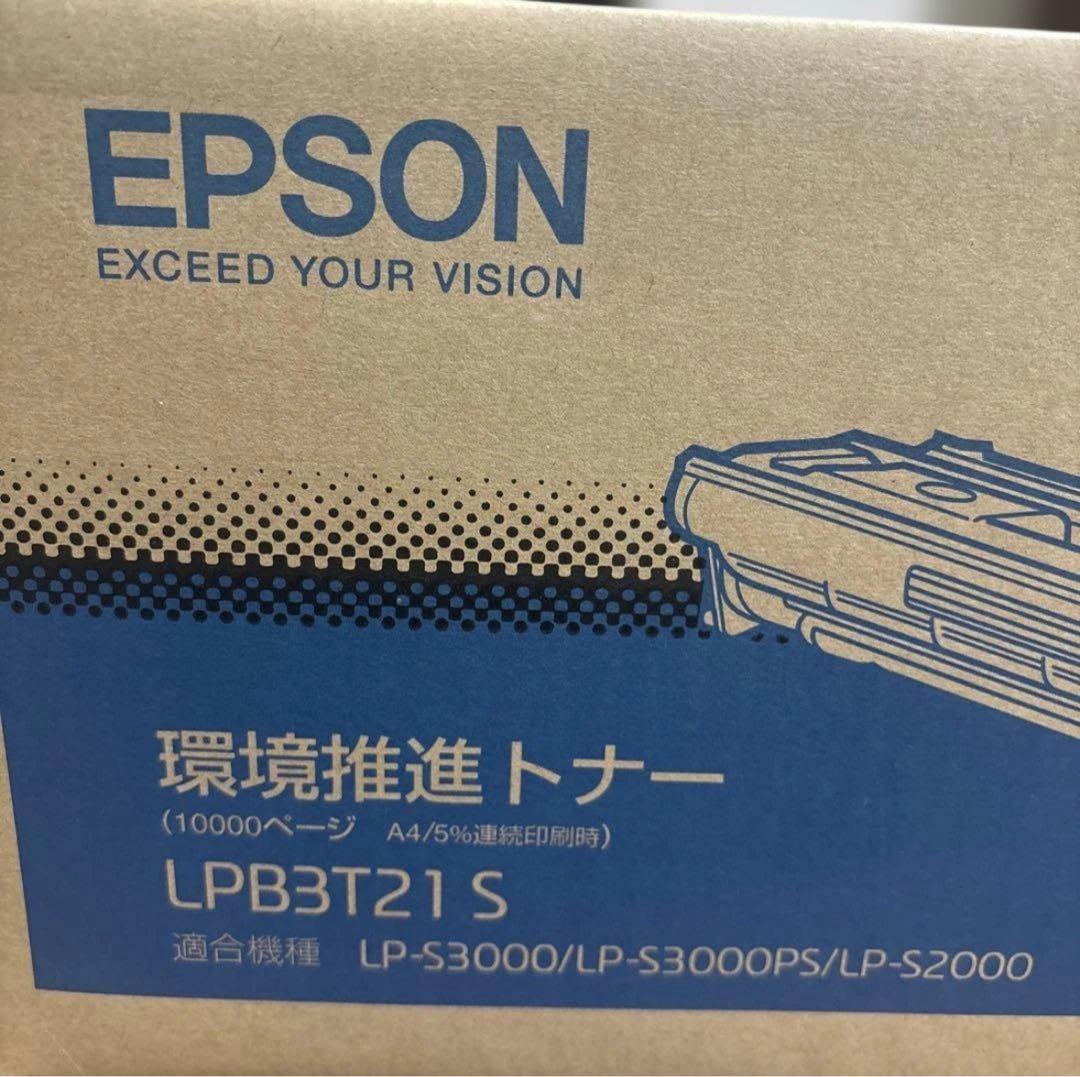 EPSON
EXCEED YOUR VISION
環境推進トナー
(10000ページ A4/5%連続印刷時)
LPB3T21S
適合機種 LP-S3000/LP-S3000PS/LP-S2000